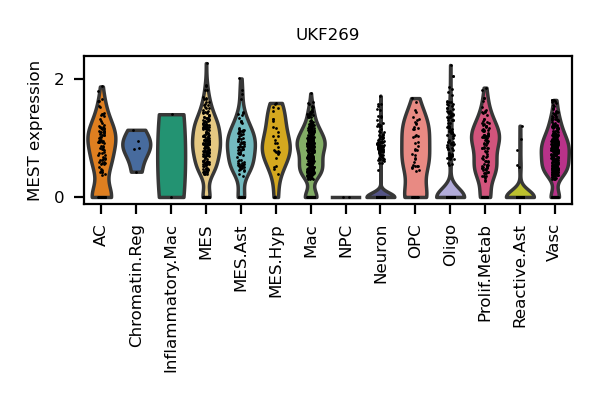 UKF269
MEST expression
2
0
AC
Chromatin.Reg
Inflammatory.Mac
MES
MES.Ast
MES.Hyp
Mac
NPC
Neuron
OPC
Oligo
Prolif.Metab
Reactive.Ast
Vasc